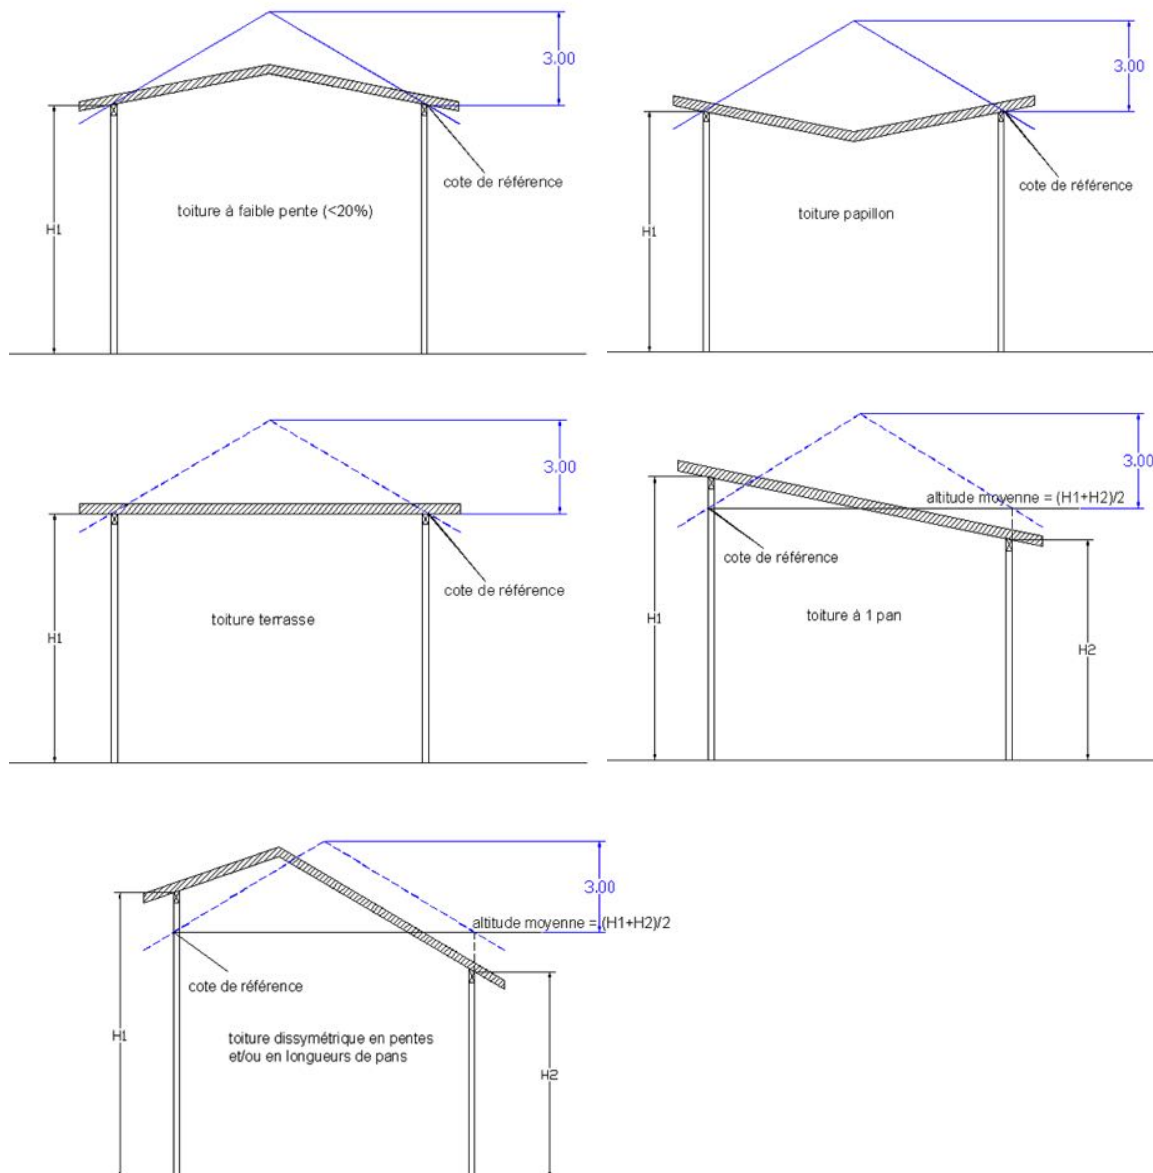 3.00
cote de référence
toiture à faible pente (<20%)
H1
3.00
cote de référence
toiture papillon
H1
3.00
cote de référence
toiture terrasse
H1
3.00
altitude moyenne = (H1+H2)/2
cote de référence
toiture à 1 pan
H1
H2
3.00
altitude moyenne = (H1+H2)/2
cote de référence
toiture dissymétrique en pentes
et/ou en longueurs de pans
H1
H2